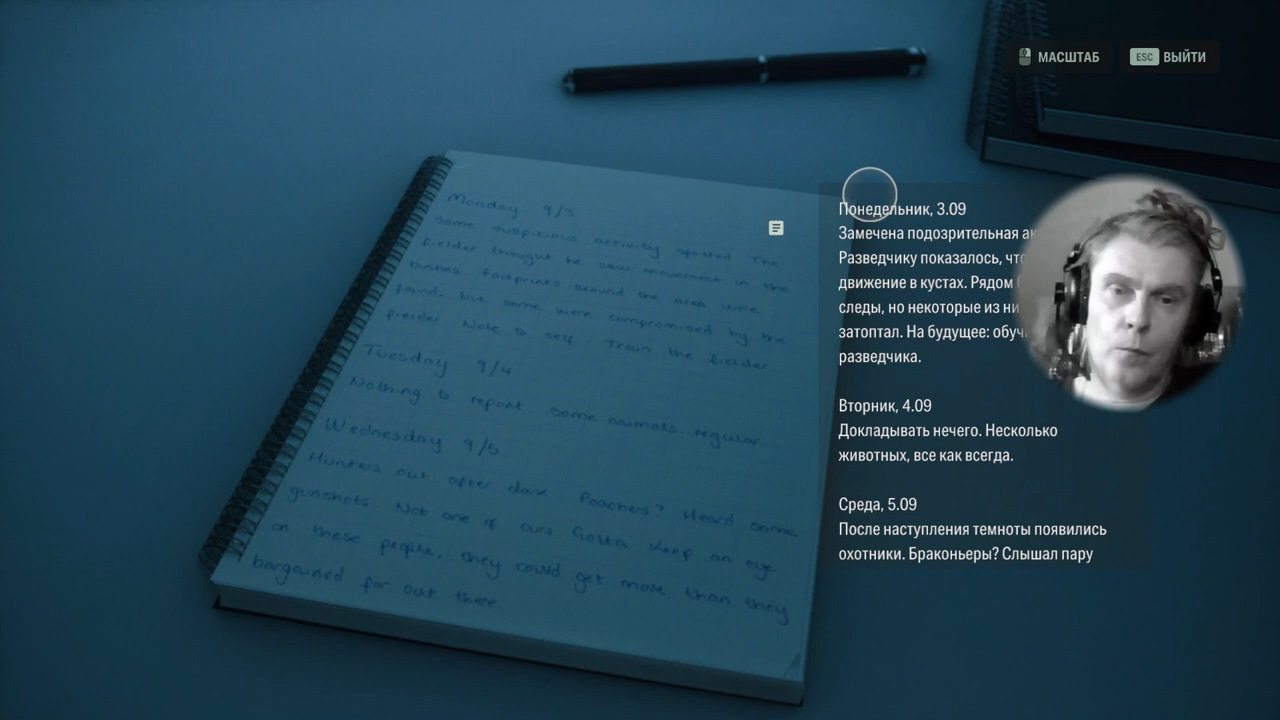 МАСШТАБ
ESC ВЫЙТИ
Monday. 9/3
Some suspicious activity spotted. The
fielder thought he saw movement in the
bushes. Footprints around the area were
found, but some were compromised by the
fielder. Note to self: Train the fielder.
Tuesday 9/4
Nothing to report. Some animals. regular
Wednesday 9/5
Hunters out after dark. Poachers? Heard some
gunshots. Not one of ours. Gotta keep an eye
on these people, they could get more than they
bargained for out there
Понедельник, 3.09
Замечена подозрительная
Разведчику показалось,
движение в кустах. Рядом
следы, но некоторые из
затоптал. На будущее:
разведчика.
Вторник, 4.09
Докладывать нечего. Несколько
животных, все как всегда.
Среда, 5.09
После наступления темноты появились
охотники. Браконьеры? Слышал пару